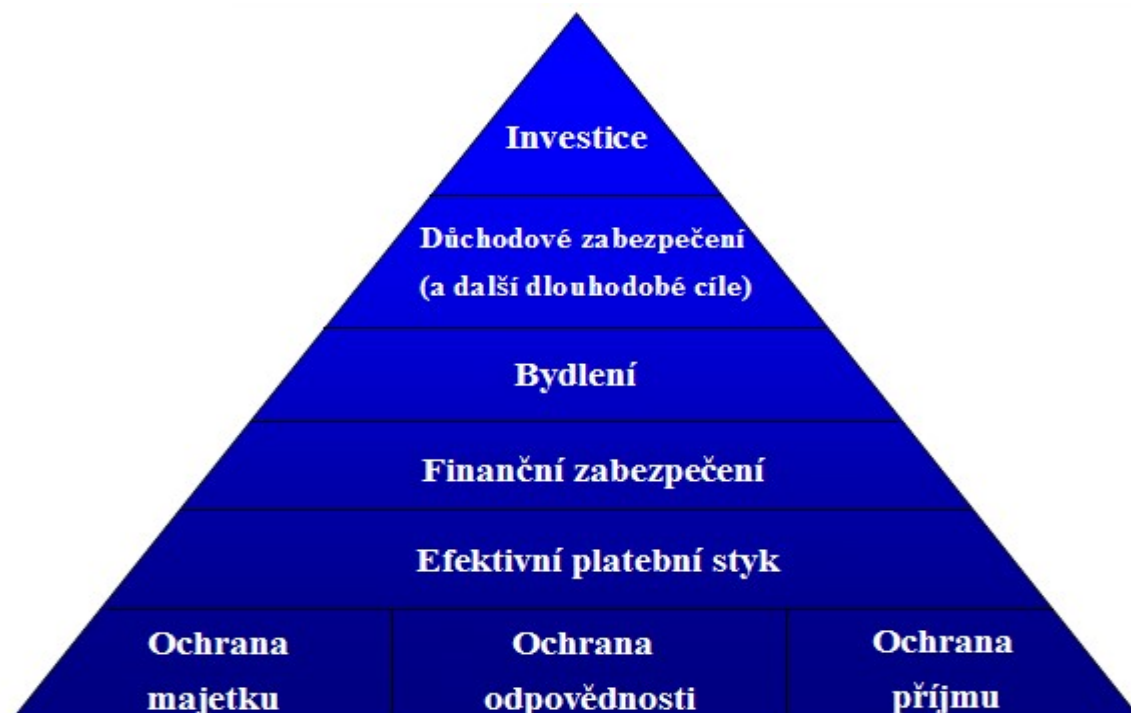 Investice
Důchodové zabezpečení
(a další dlouhodobé cíle)
Bydlení
Finanční zabezpečení
Efektivní platební styk
Ochrana
majetku
Ochrana
odpovědnosti
Ochrana
příjmu